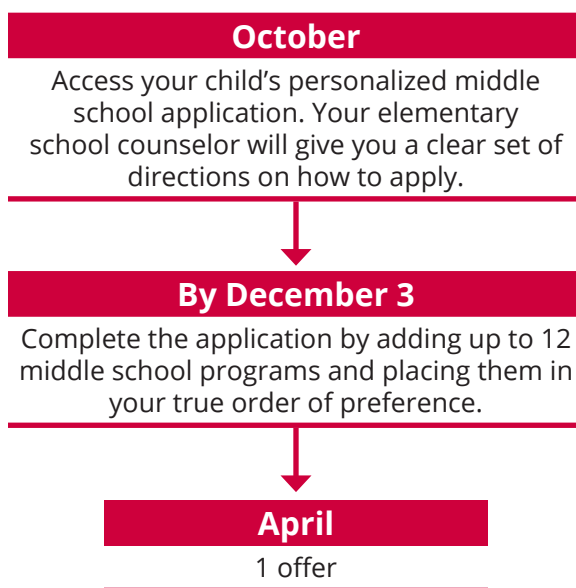 October
Access your child’s personalized middle
school application. Your elementary
school counselor will give you a clear set of
directions on how to apply.
By December 3
Complete the application by adding up to 12
middle school programs and placing them in
your true order of preference.
April
1 offer